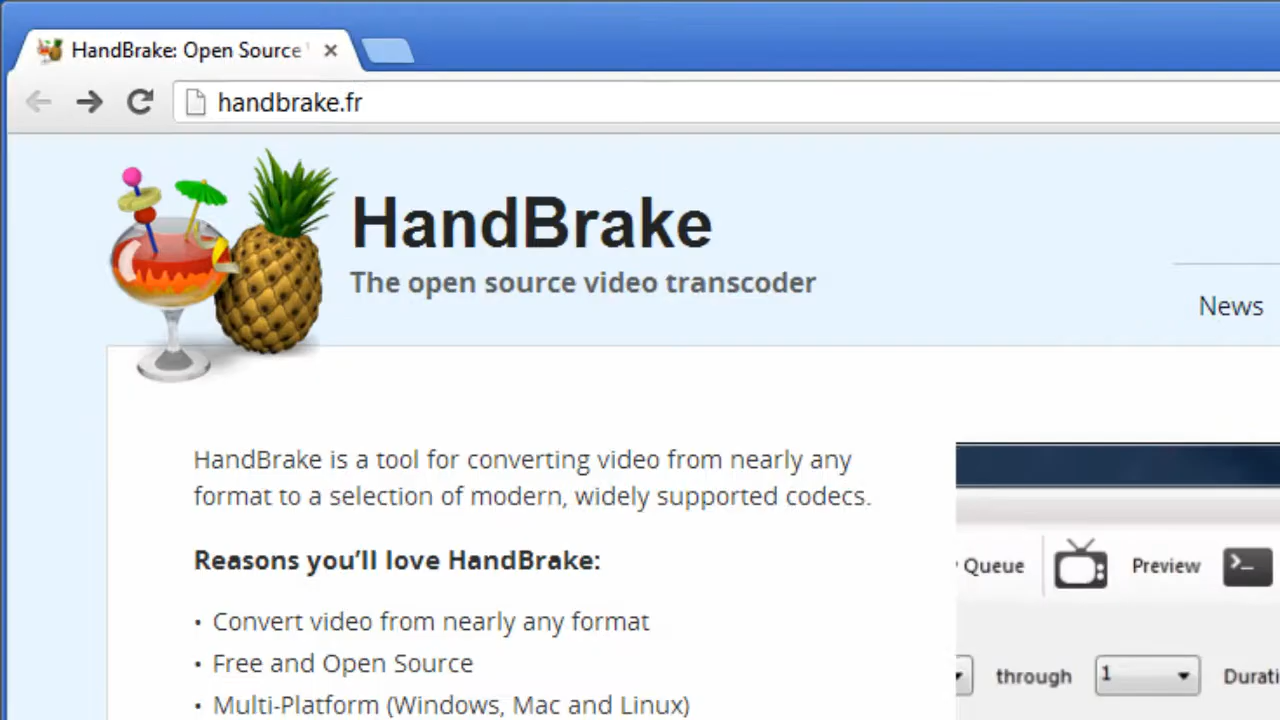 HandBrake: Open Source
handbrake.fr
HandBrake
The open source video transcoder
News
HandBrake is a tool for converting video from nearly any
format to a selection of modern, widely supported codecs.
Reasons you'll love HandBrake:
• Convert video from nearly any format
• Free and Open Source
• Multi-Platform (Windows, Mac and Linux)
Queue
Preview
through
1
Durati